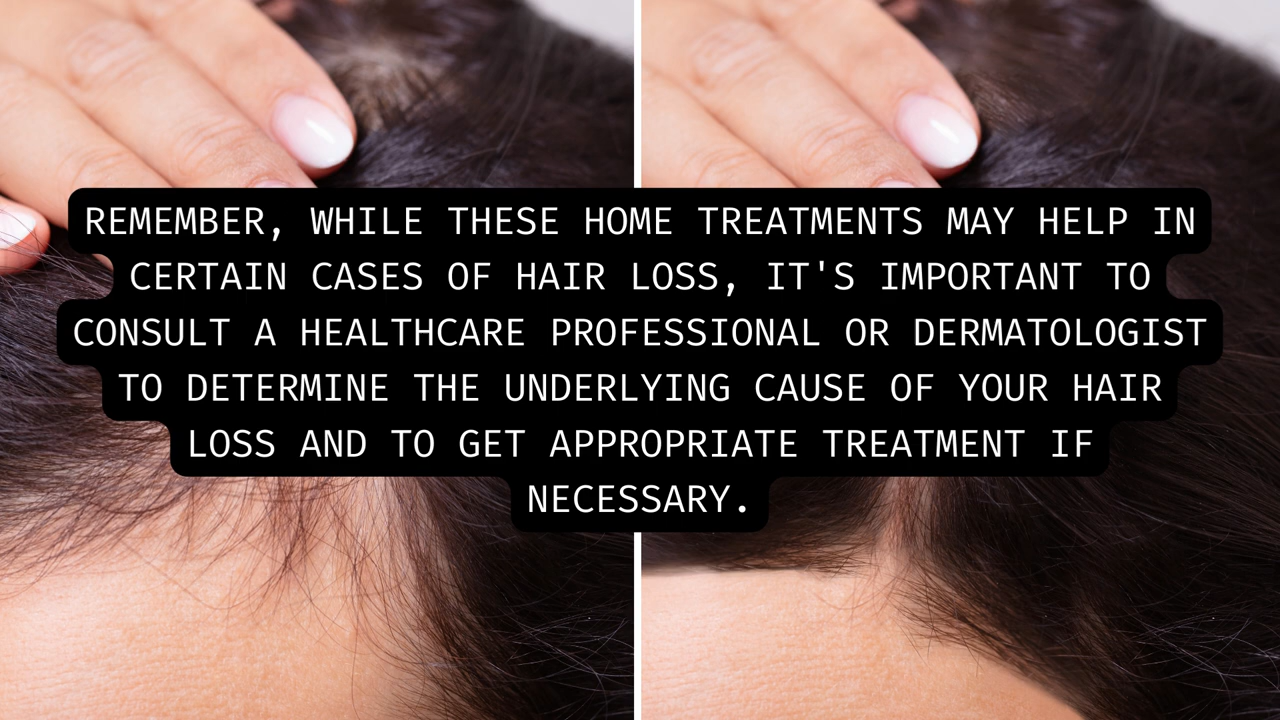 REMEMBER, WHILE THESE HOME TREATMENTS MAY HELP IN
CERTAIN CASES OF HAIR LOSS, IT'S IMPORTANT TO
CONSULT A HEALTHCARE PROFESSIONAL OR DERMATOLOGIST
TO DETERMINE THE UNDERLYING CAUSE OF YOUR HAIR
LOSS AND TO GET APPROPRIATE TREATMENT IF
NECESSARY.